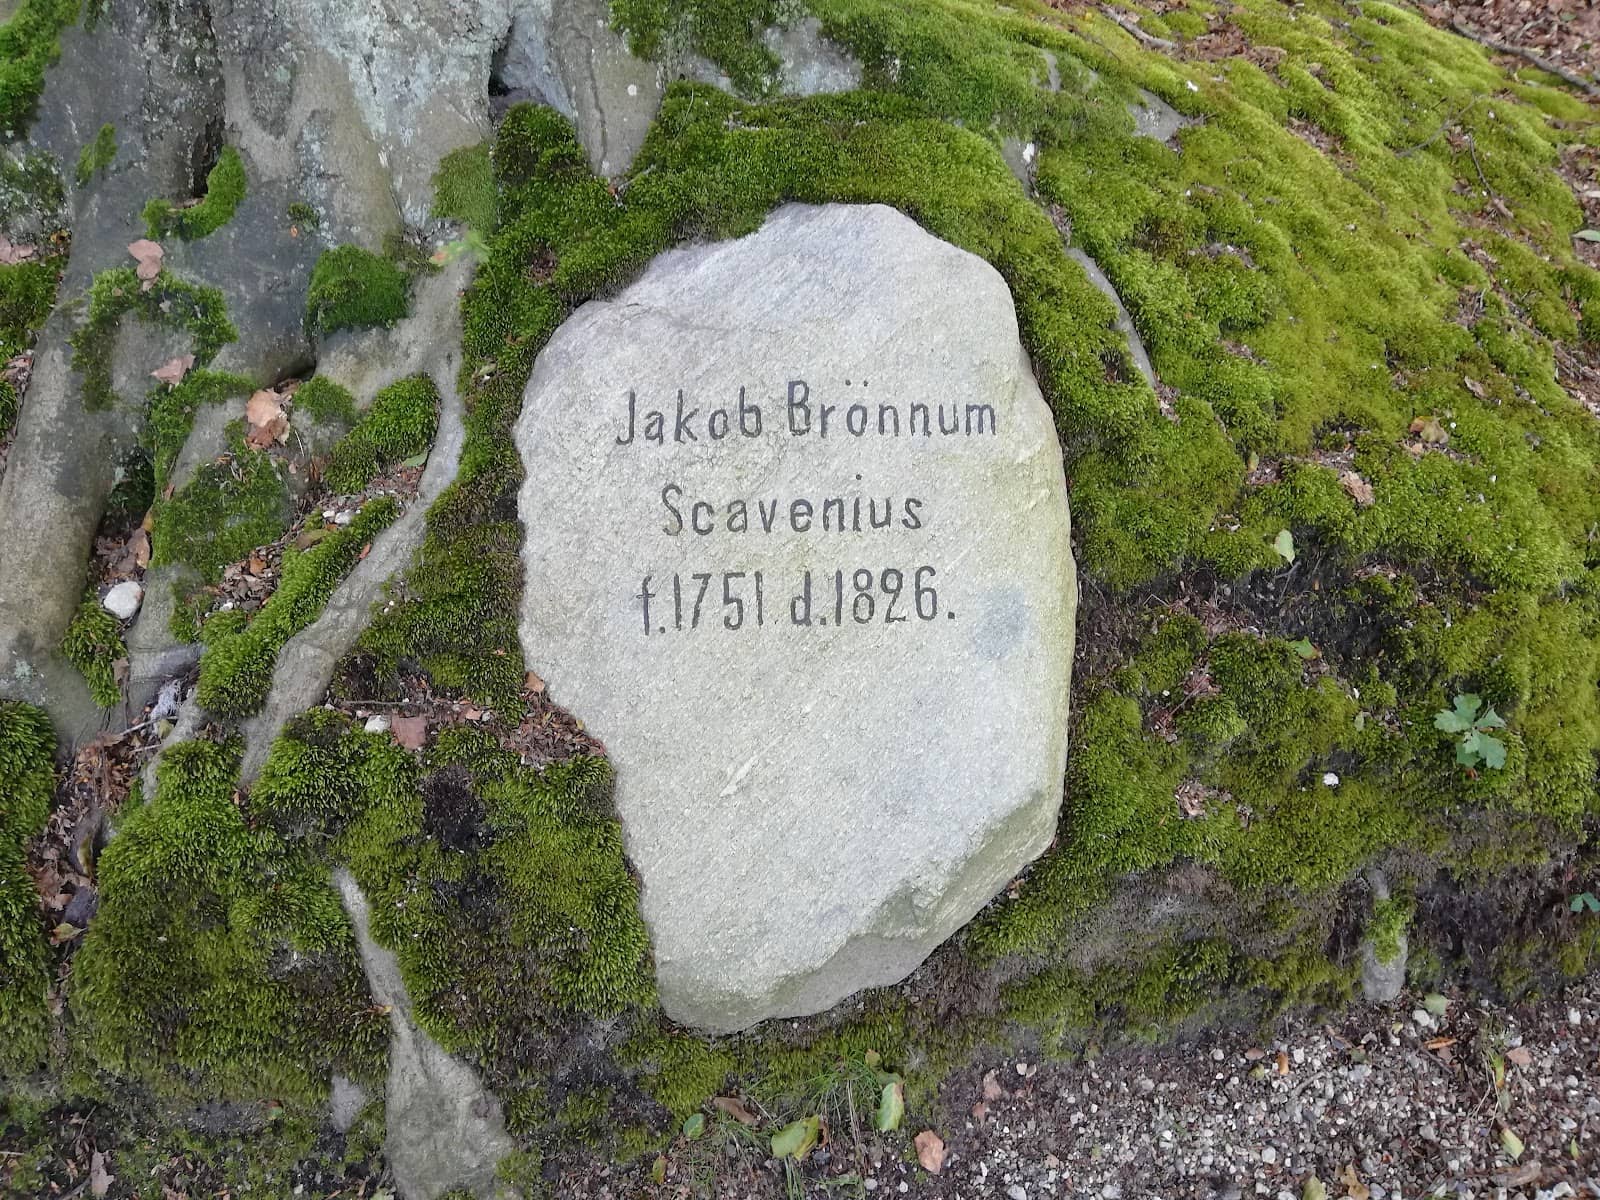 Jakob Brönnum
Scavenius
f.1751 d.1826.